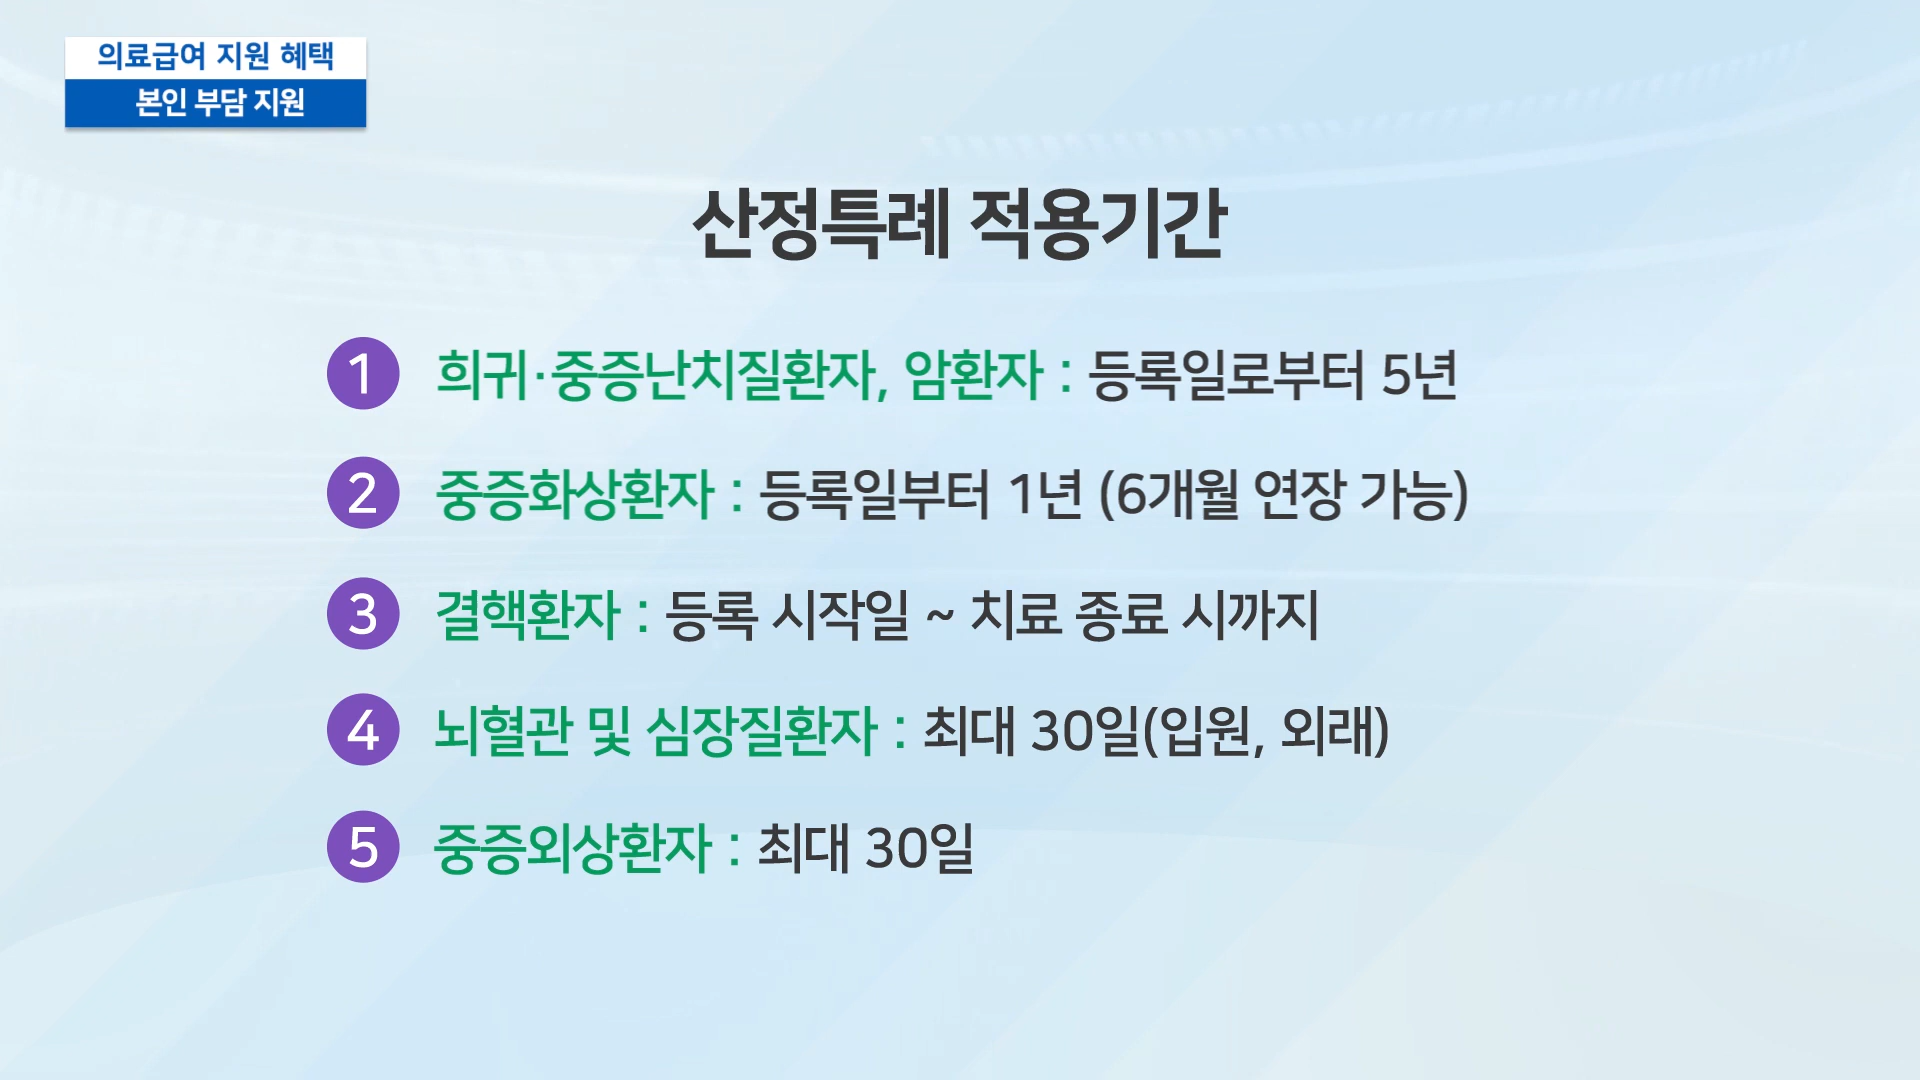 의료급여 지원 혜택
본인 부담 지원
산정특례 적용기간
1 희귀·중증난치질환자, 암환자 : 등록일로부터 5년
2 중증화상환자 : 등록일부터 1년 (6개월 연장 가능)
3 결핵환자 : 등록 시작일 ~ 치료 종료 시까지
4 뇌혈관 및 심장질환자 : 최대 30일(입원, 외래)
5 중증외상환자 : 최대 30일